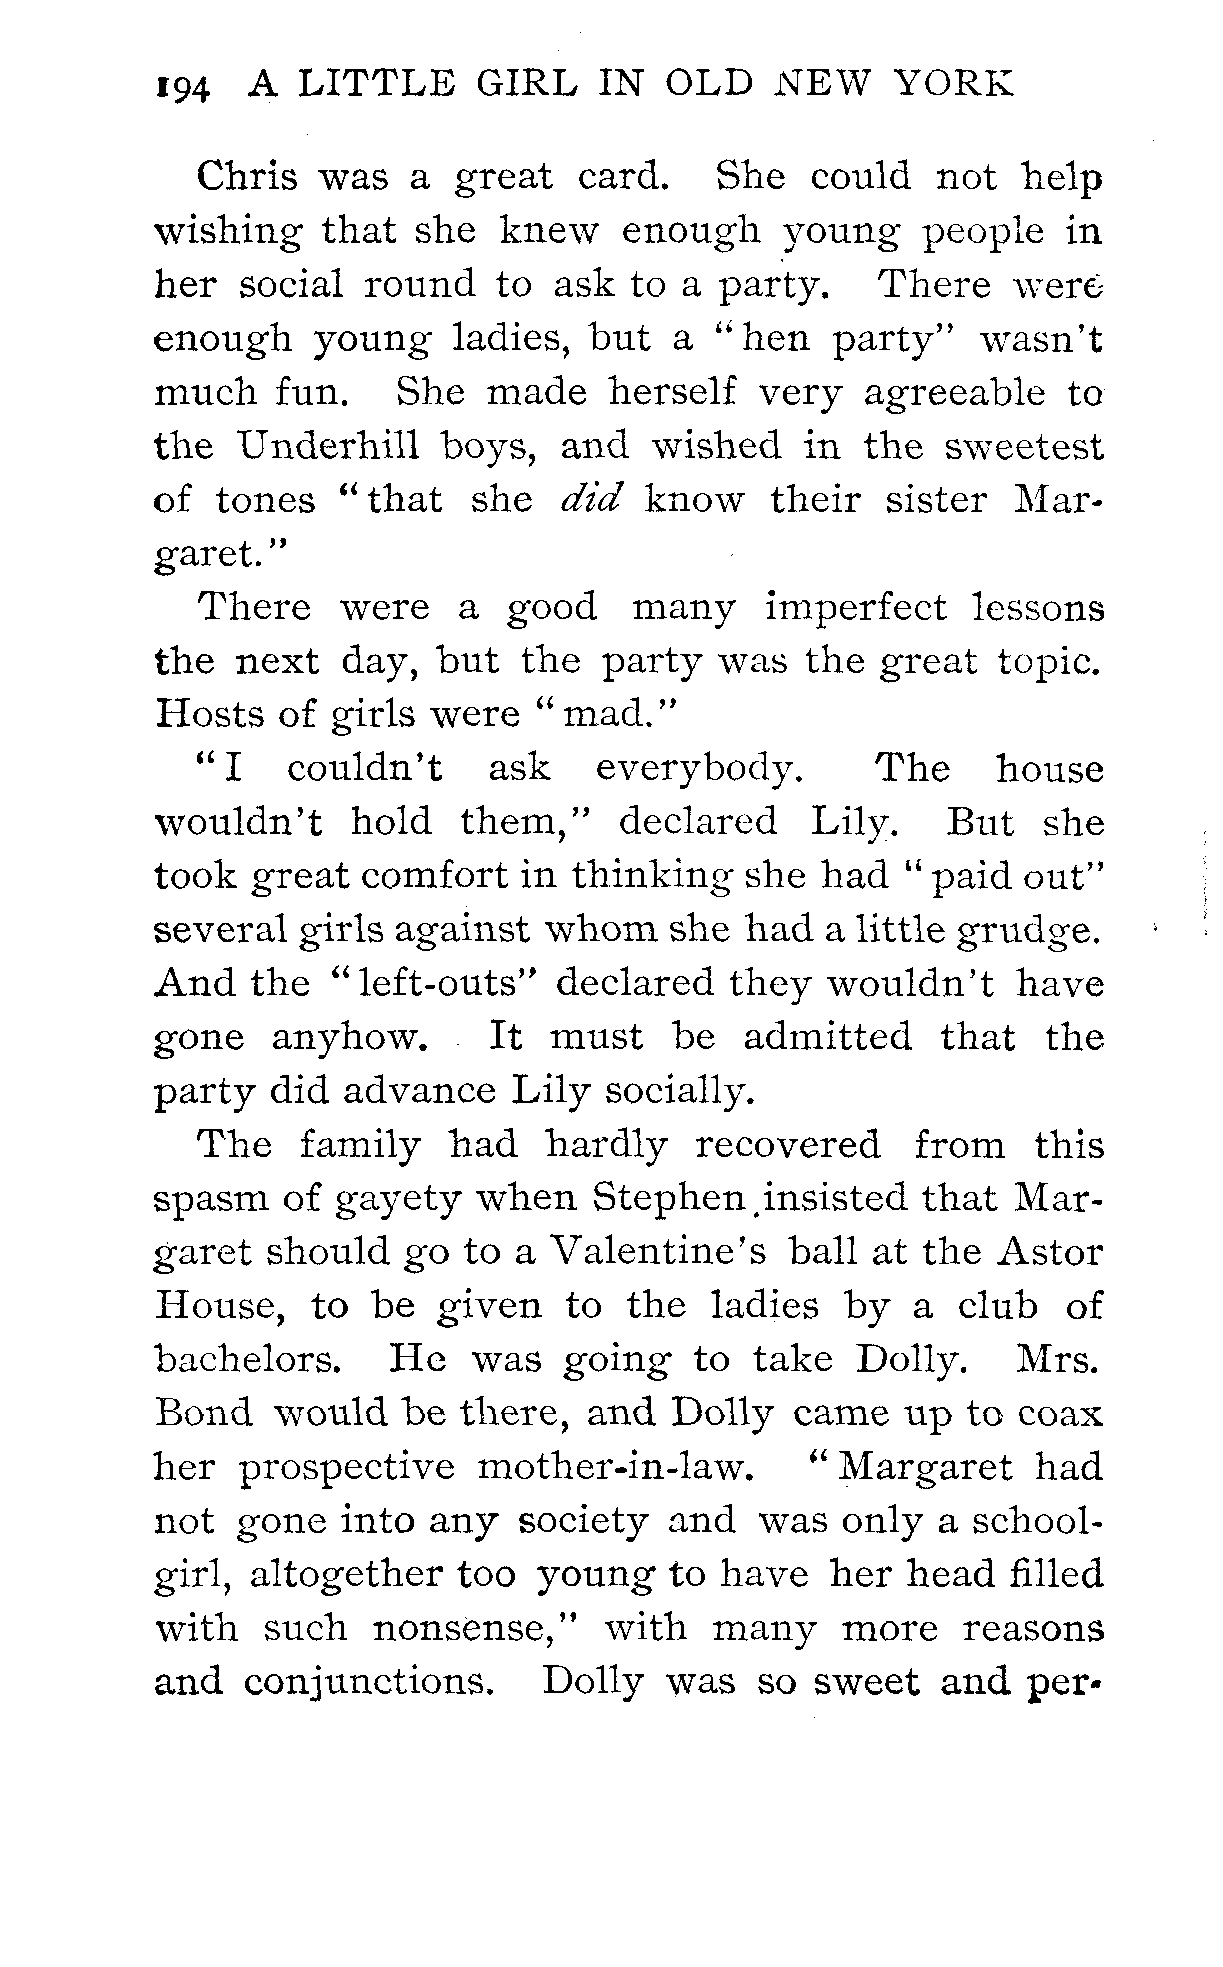 194 A LITTLE GIRL IN OLD NEW YORK
Chris was a great card. She could not help
wishing that she knew enough young people in
her social round to ask to a party. There were
enough young ladies, but a “hen party” wasn't
much fun. She made herself very agreeable to
the Underhill boys, and wished in the sweetest
of tones “that she did know their sister Mar-
garet.”
There were a good many imperfect lessons
the next day, but the party was the great topic.
Hosts of girls were “mad.”
“I couldn't ask everybody. The house
wouldn't hold them,” declared Lily. But she
took great comfort in thinking she had “paid out”
several girls against whom she had a little grudge.
And the “left-outs” declared they wouldn't have
gone anyhow. It must be admitted that the
party did advance Lily socially.
The family had hardly recovered from this
spasm of gayety when Stephen insisted that Mar-
garet should go to a Valentine's ball at the Astor
House, to be given to the ladies by a club of
bachelors. He was going to take Dolly. Mrs.
Bond would be there, and Dolly came up to coax
her prospective mother-in-law. “Margaret had
not gone into any society and was only a school-
girl, altogether too young to have her head filled
with such nonsense,” with many more reasons
and conjunctions. Dolly was so sweet and per-